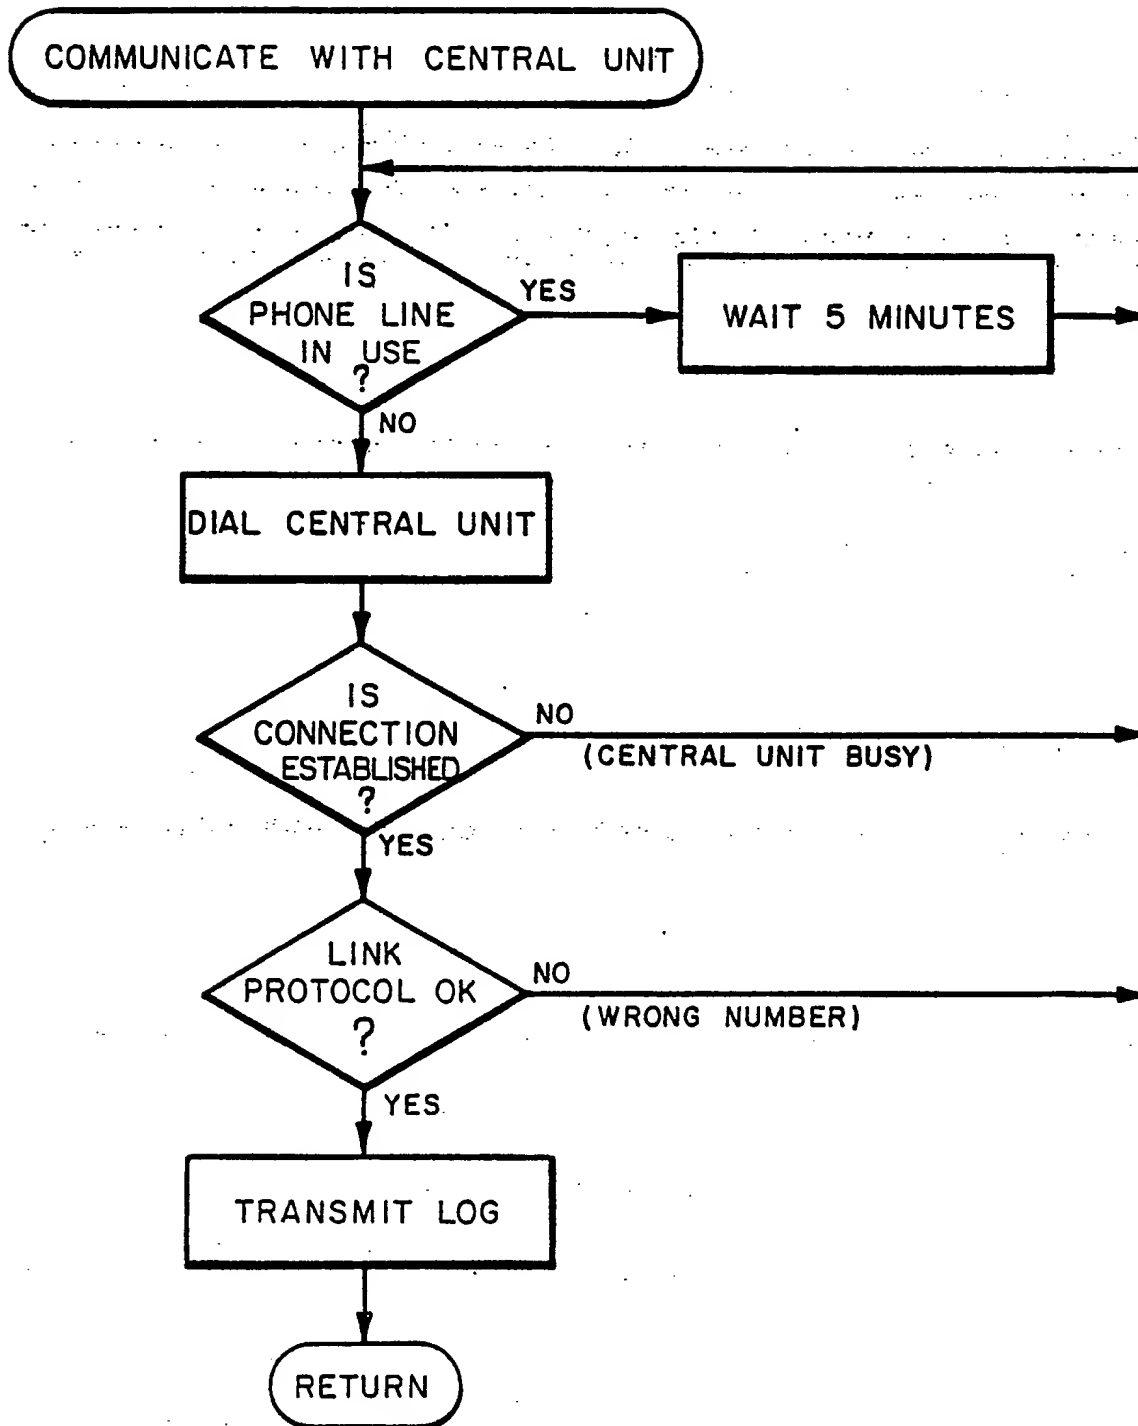 COMMUNICATE WITH CENTRAL UNIT
IS
PHONE LINE
IN USE
?
YES
WAIT 5 MINUTES
NO
DIAL CENTRAL UNIT
IS
CONNECTION
ESTABLISHED
?
NO
(CENTRAL UNIT BUSY)
YES
LINK
PROTOCOL OK
?
NO
(WRONG NUMBER)
YES
TRANSMIT LOG
RETURN